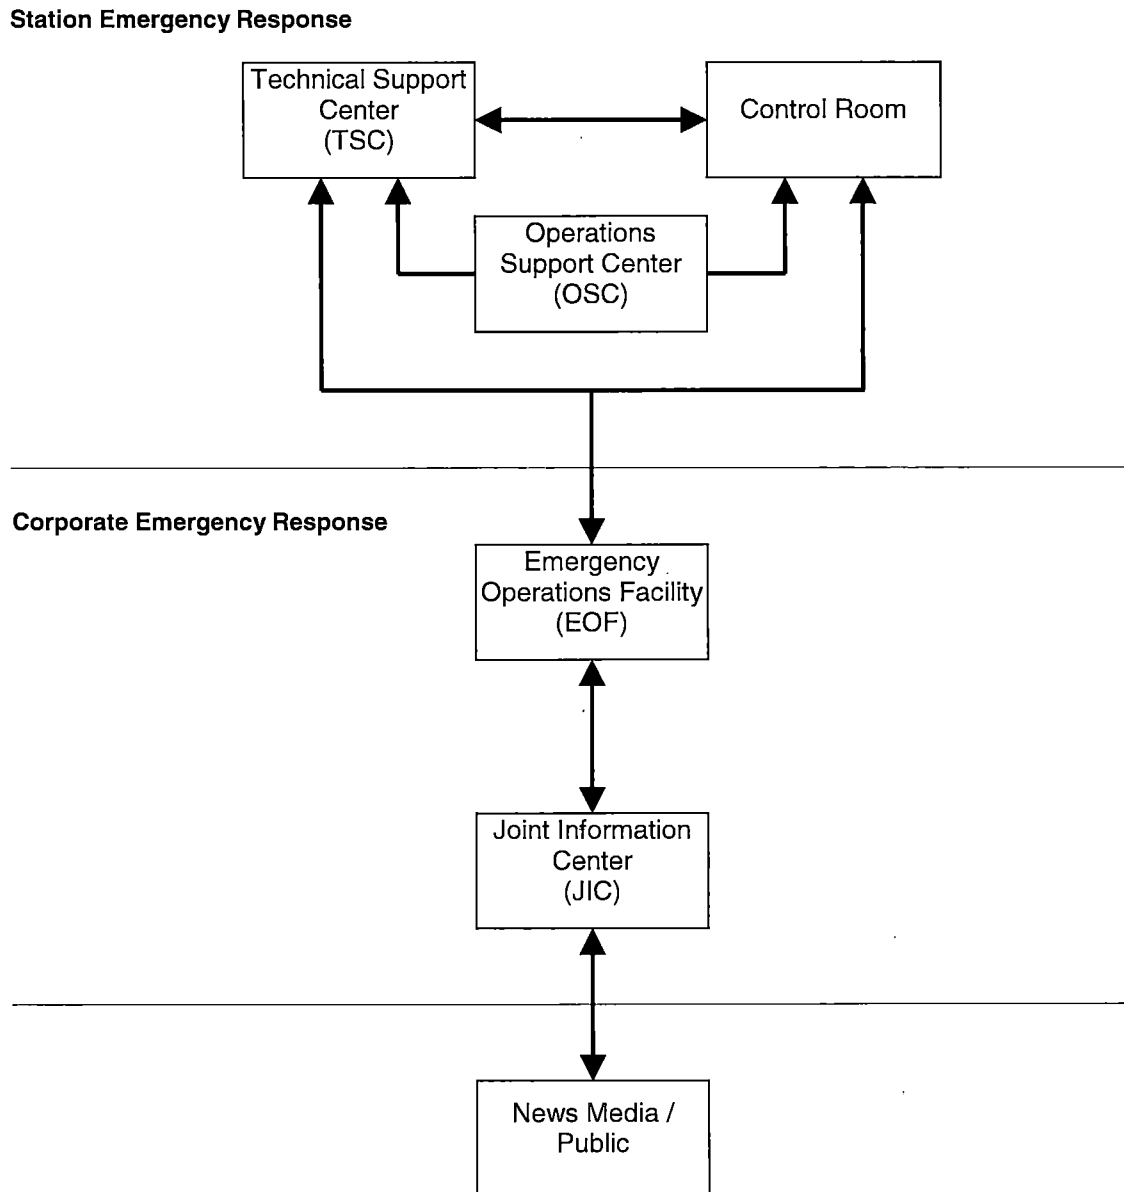 Station Emergency Response
Technical Support
Center
(TSC)
Control Room
Operations
Support Center
(OSC)
Corporate Emergency Response
Emergency
Operations Facility
(EOF)
Joint Information
Center
(JIC)
News Media /
Public